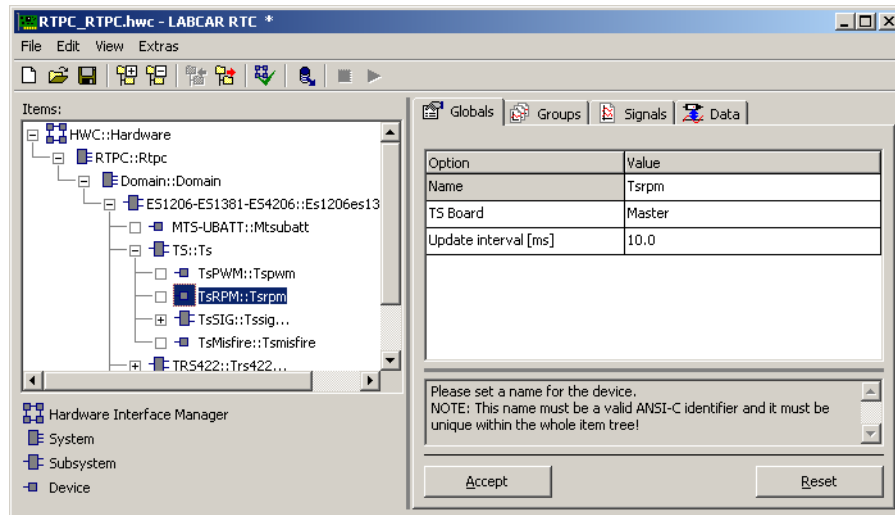 RTPC_RTPC.hwc - LABCAR RTC *
File Edit View Extras
Items:
HWC::Hardware
RTPC::Rtpc
Domain::Domain
ES1206-ES1381-ES4206::Es1206es13
MTS-UBATT::Mtsubatt
TS::Ts
TsPWM::Tspwm
TsRPM::Tsrpm
TsSIG::Tssig...
TsMisfire::Tsmisfire
TRS422::Trs422...
Hardware Interface Manager
System
Subsystem
Device
Globals Groups Signals Data
Option Value
Name Tsrpm
TS Board Master
Update interval [ms] 10.0
Please set a name for the device.
NOTE: This name must be a valid ANSI-C identifier and it must be
unique within the whole item tree!
Accept Reset